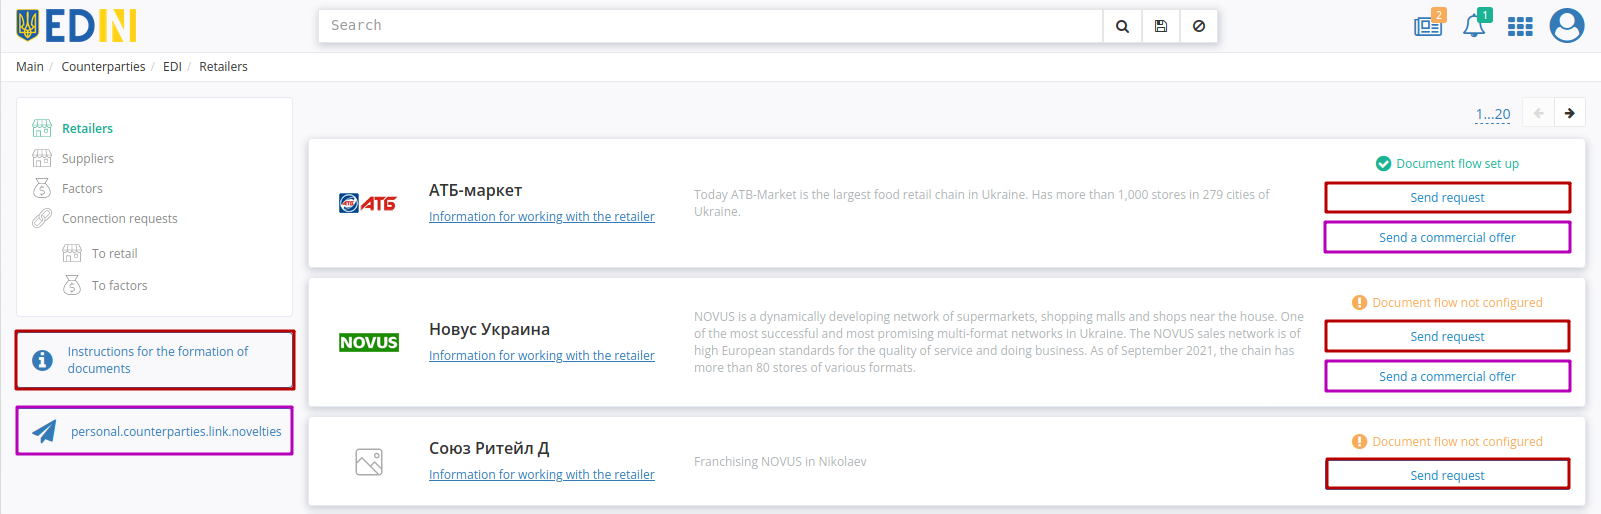 EDIN
Search
2
1
Main / Counterparties / EDI / Retailers
Retailers
Suppliers
Factors
Connection requests
To retail
To factors
Instructions for the formation of
documents
personal.counterparties.link.novelties
1...20
АТБ
АТБ-маркет
Information for working with the retailer
Today ATB-Market is the largest food retail chain in Ukraine. Has more than 1,000 stores in 279 cities of
Ukraine.
Document flow set up
Send request
Send a commercial offer
NOVUS
Новус Украина
Information for working with the retailer
NOVUS is a dynamically developing network of supermarkets, shopping malls and shops near the house. One
of the most successful and most promising multi-format networks in Ukraine. The NOVUS sales network is of
high European standards for the quality of service and doing business. As of September 2021, the chain has
more than 80 stores of various formats.
Document flow not configured
Send request
Send a commercial offer
Союз Ритейл Д
Information for working with the retailer
Franchising NOVUS in Nikolaev
Document flow not configured
Send request